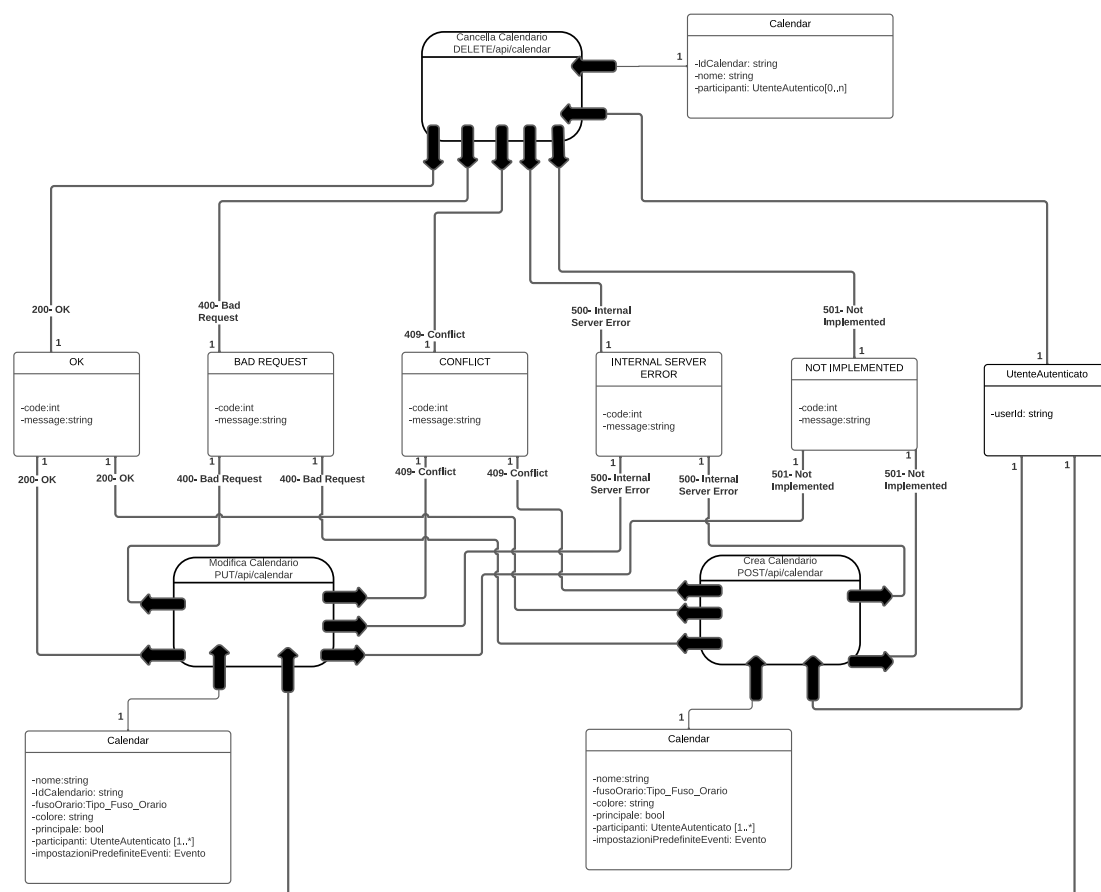 Calendar
-IdCalendar: string
-nome: string
-participanti: UtenteAutentico[0..n]
1
Cancella Calendario
DELETE/api/calendar
200- OK
400- Bad
Request
409- Conflict
500- Internal
Server Error
501- Not
Implemented
1
1
1
1
1
1
OK
-code:int
-message:string
BAD REQUEST
-code:int
-message:string
CONFLICT
-code:int
-message:string
INTERNAL SERVER
ERROR
-code:int
-message:string
NOT IMPLEMENTED
-code:int
-message:string
UtenteAutenticato
-userId: string
1
1
1
1
1
1
1
1
1
1
1
1
200- OK
200- OK
400- Bad Request
400- Bad Request
409- Conflict
409- Conflict
500- Internal
Server Error
500- Internal
Server Error
501- Not
Implemented
501- Not
Implemented
Modifica Calendario
PUT/api/calendar
Crea Calendario
POST/api/calendar
1
Calendar
-nome:string
-IdCalendario: string
-fusoOrario:Tipo_Fuso_Orario
-colore: string
-principale: bool
-participanti: UtenteAutenticato [1..*]
-impostazioniPredefiniteEventi: Evento
1
Calendar
-nome:string
-fusoOrario:Tipo_Fuso_Orario
-colore: string
-principale: bool
-participanti: UtenteAutenticato [1..*]
-impostazioniPredefiniteEventi: Evento